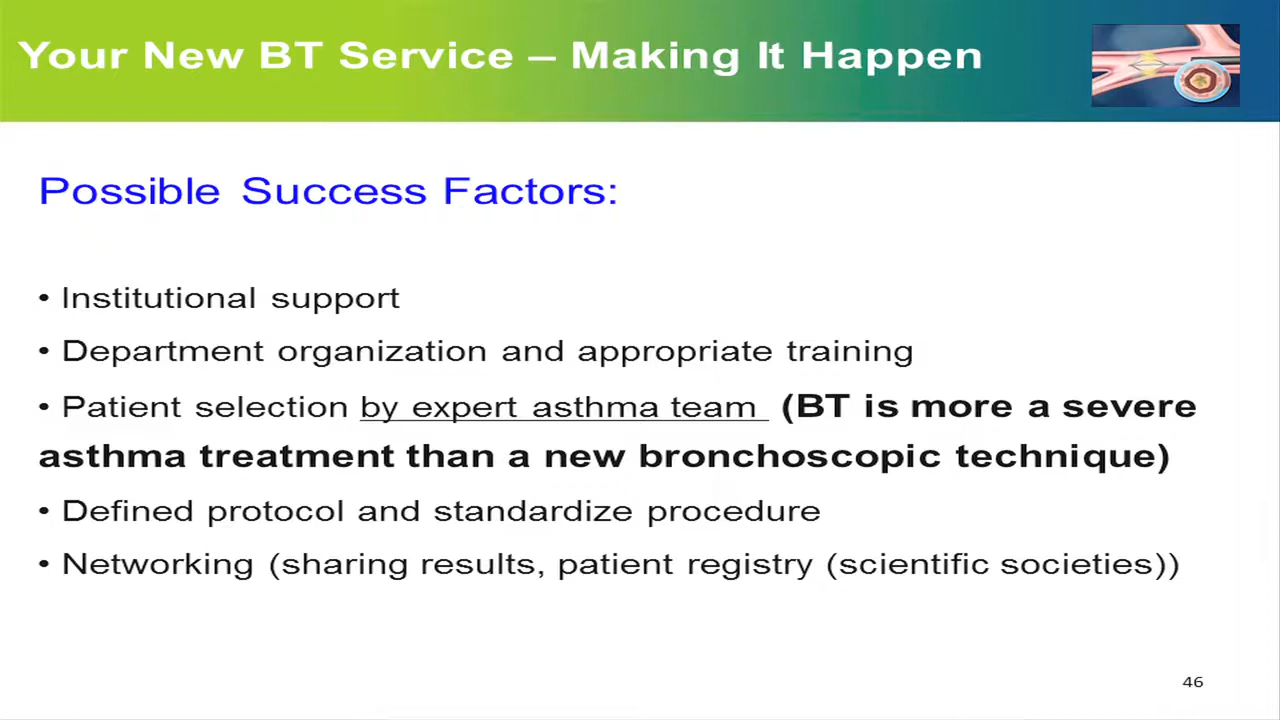 Your New BT Service – Making It Happen
Possible Success Factors:
• Institutional support
• Department organization and appropriate training
• Patient selection by expert asthma team (BT is more a severe
asthma treatment than a new bronchoscopic technique)
• Defined protocol and standardize procedure
• Networking (sharing results, patient registry (scientific societies))
46